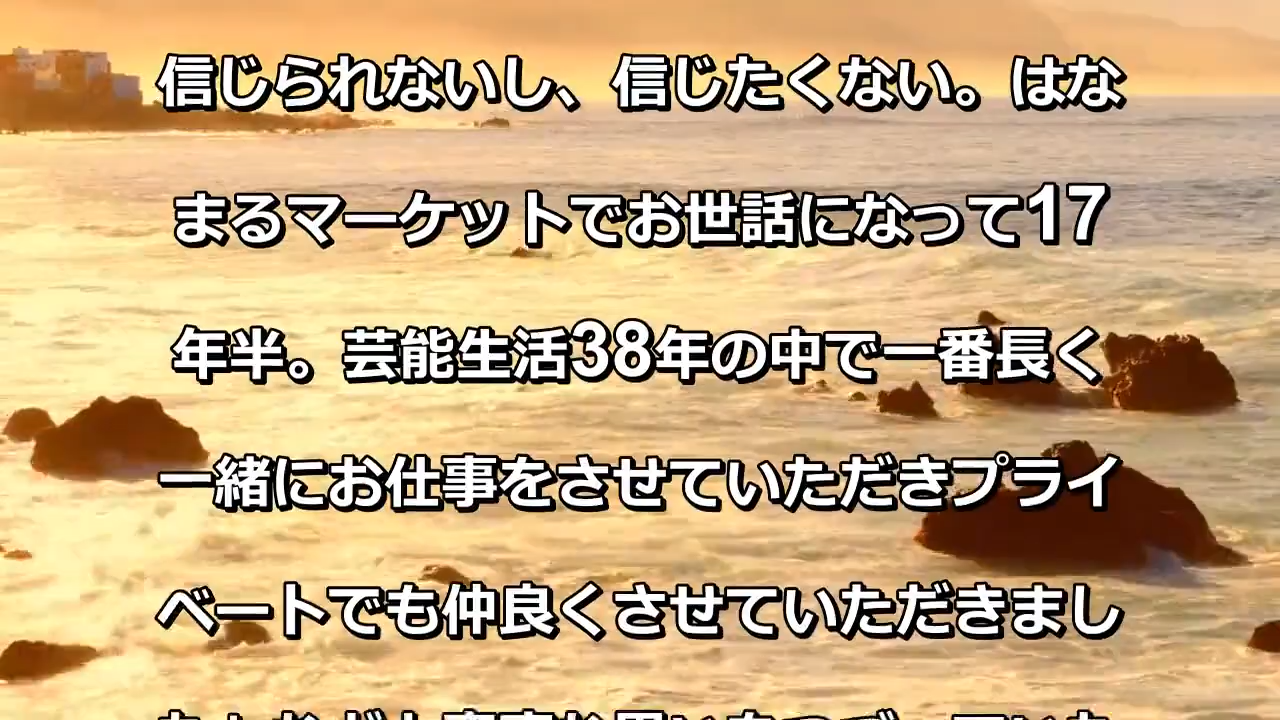 信じられないし、信じたくない。はな
まるマーケットでお世話になって17
年半。芸能生活38年の中で一番長く
一緒にお仕事をさせていただきプライ
ベートでも仲良くさせていただきまし